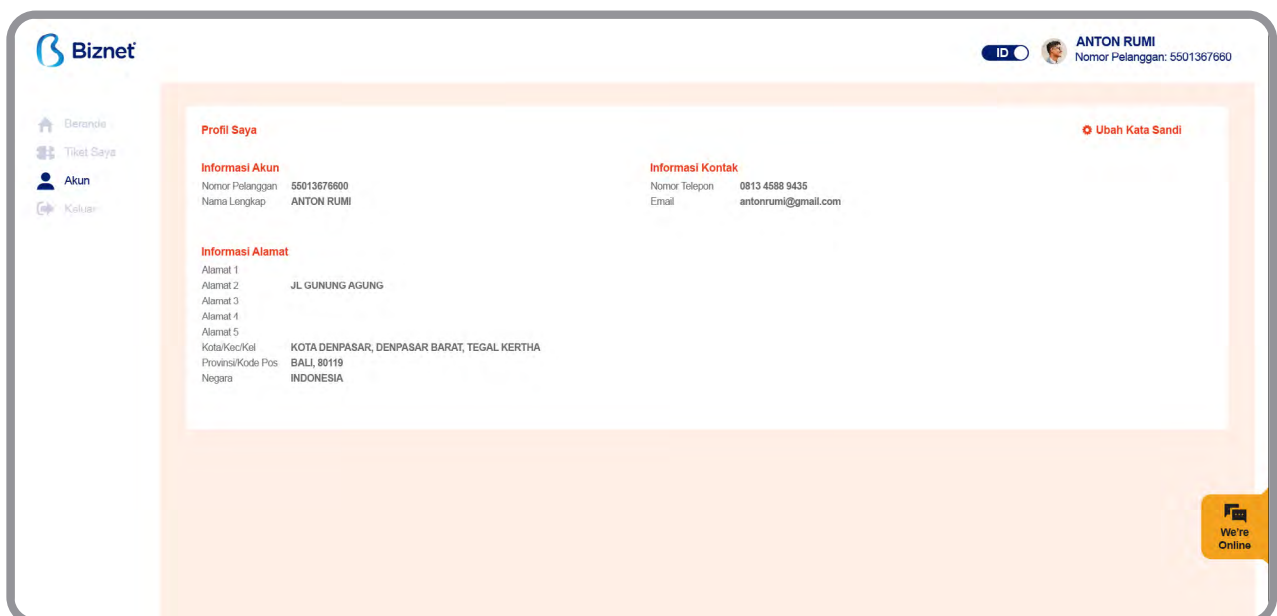 Biznet
ID
ANTON RUMI
Nomor Pelanggan: 5501367660
Beranda
Tiket Saya
Akun
Keluar
Profil Saya
Ubah Kata Sandi
Informasi Akun
Nomor Pelanggan 55013676600
Nama Lengkap ANTON RUMI
Informasi Kontak
Nomor Telepon 0813 4588 9435
Email antonrumi@gmail.com
Informasi Alamat
Alamat 1
Alamat 2 JL GUNUNG AGUNG
Alamat 3
Alamat 4
Alamat 5
Kota/Kec/Kel KOTA DENPASAR, DENPASAR BARAT, TEGAL KERTHA
Provinsi/Kode Pos BALI, 80119
Negara INDONESIA
We're
Online